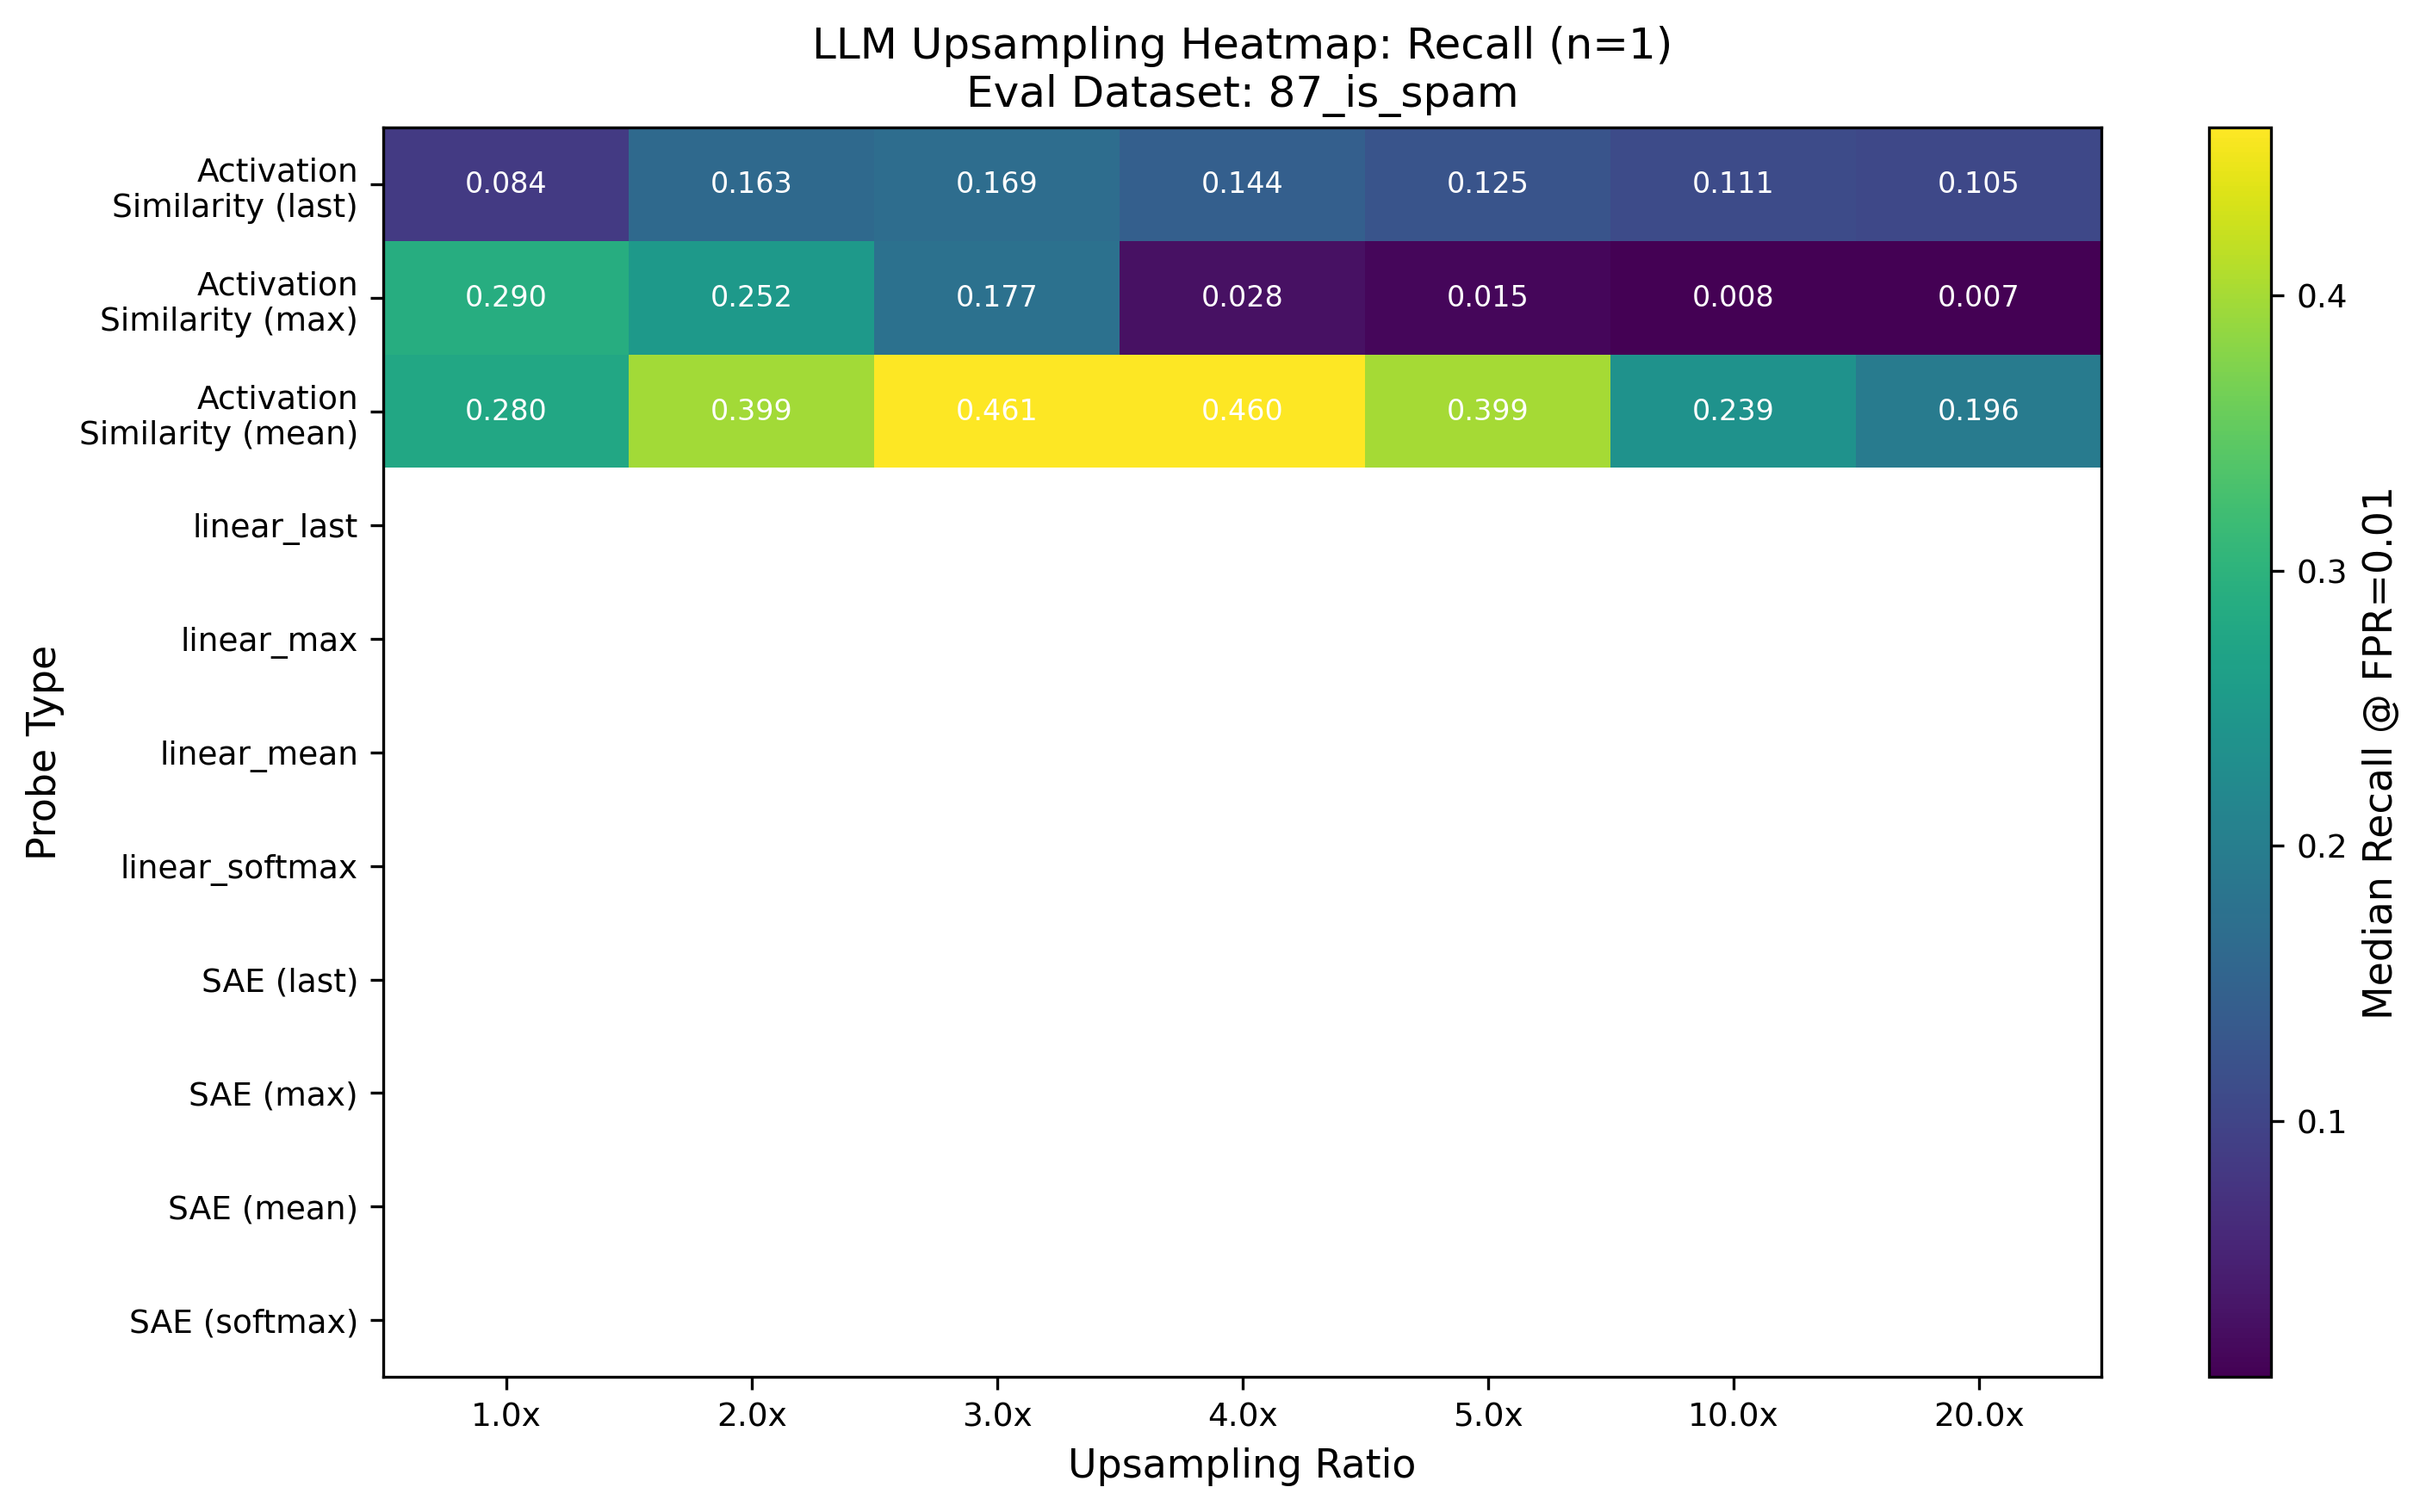 LLM Upsampling Heatmap: Recall (n=1)
Eval Dataset: 87_is_spam
Activation
Similarity (last)
0.084 0.163 0.169 0.144 0.125 0.111 0.105
Activation
Similarity (max)
0.290 0.252 0.177 0.028 0.015 0.008 0.007
Activation
Similarity (mean)
0.280 0.399 0.461 0.460 0.399 0.239 0.196
linear_last
linear_max
linear_mean
linear_softmax
SAE (last)
SAE (max)
SAE (mean)
SAE (softmax)
Probe Type
1.0x 2.0x 3.0x 4.0x 5.0x 10.0x 20.0x
Upsampling Ratio
0.4
0.3
0.2
0.1
Median Recall @ FPR=0.01